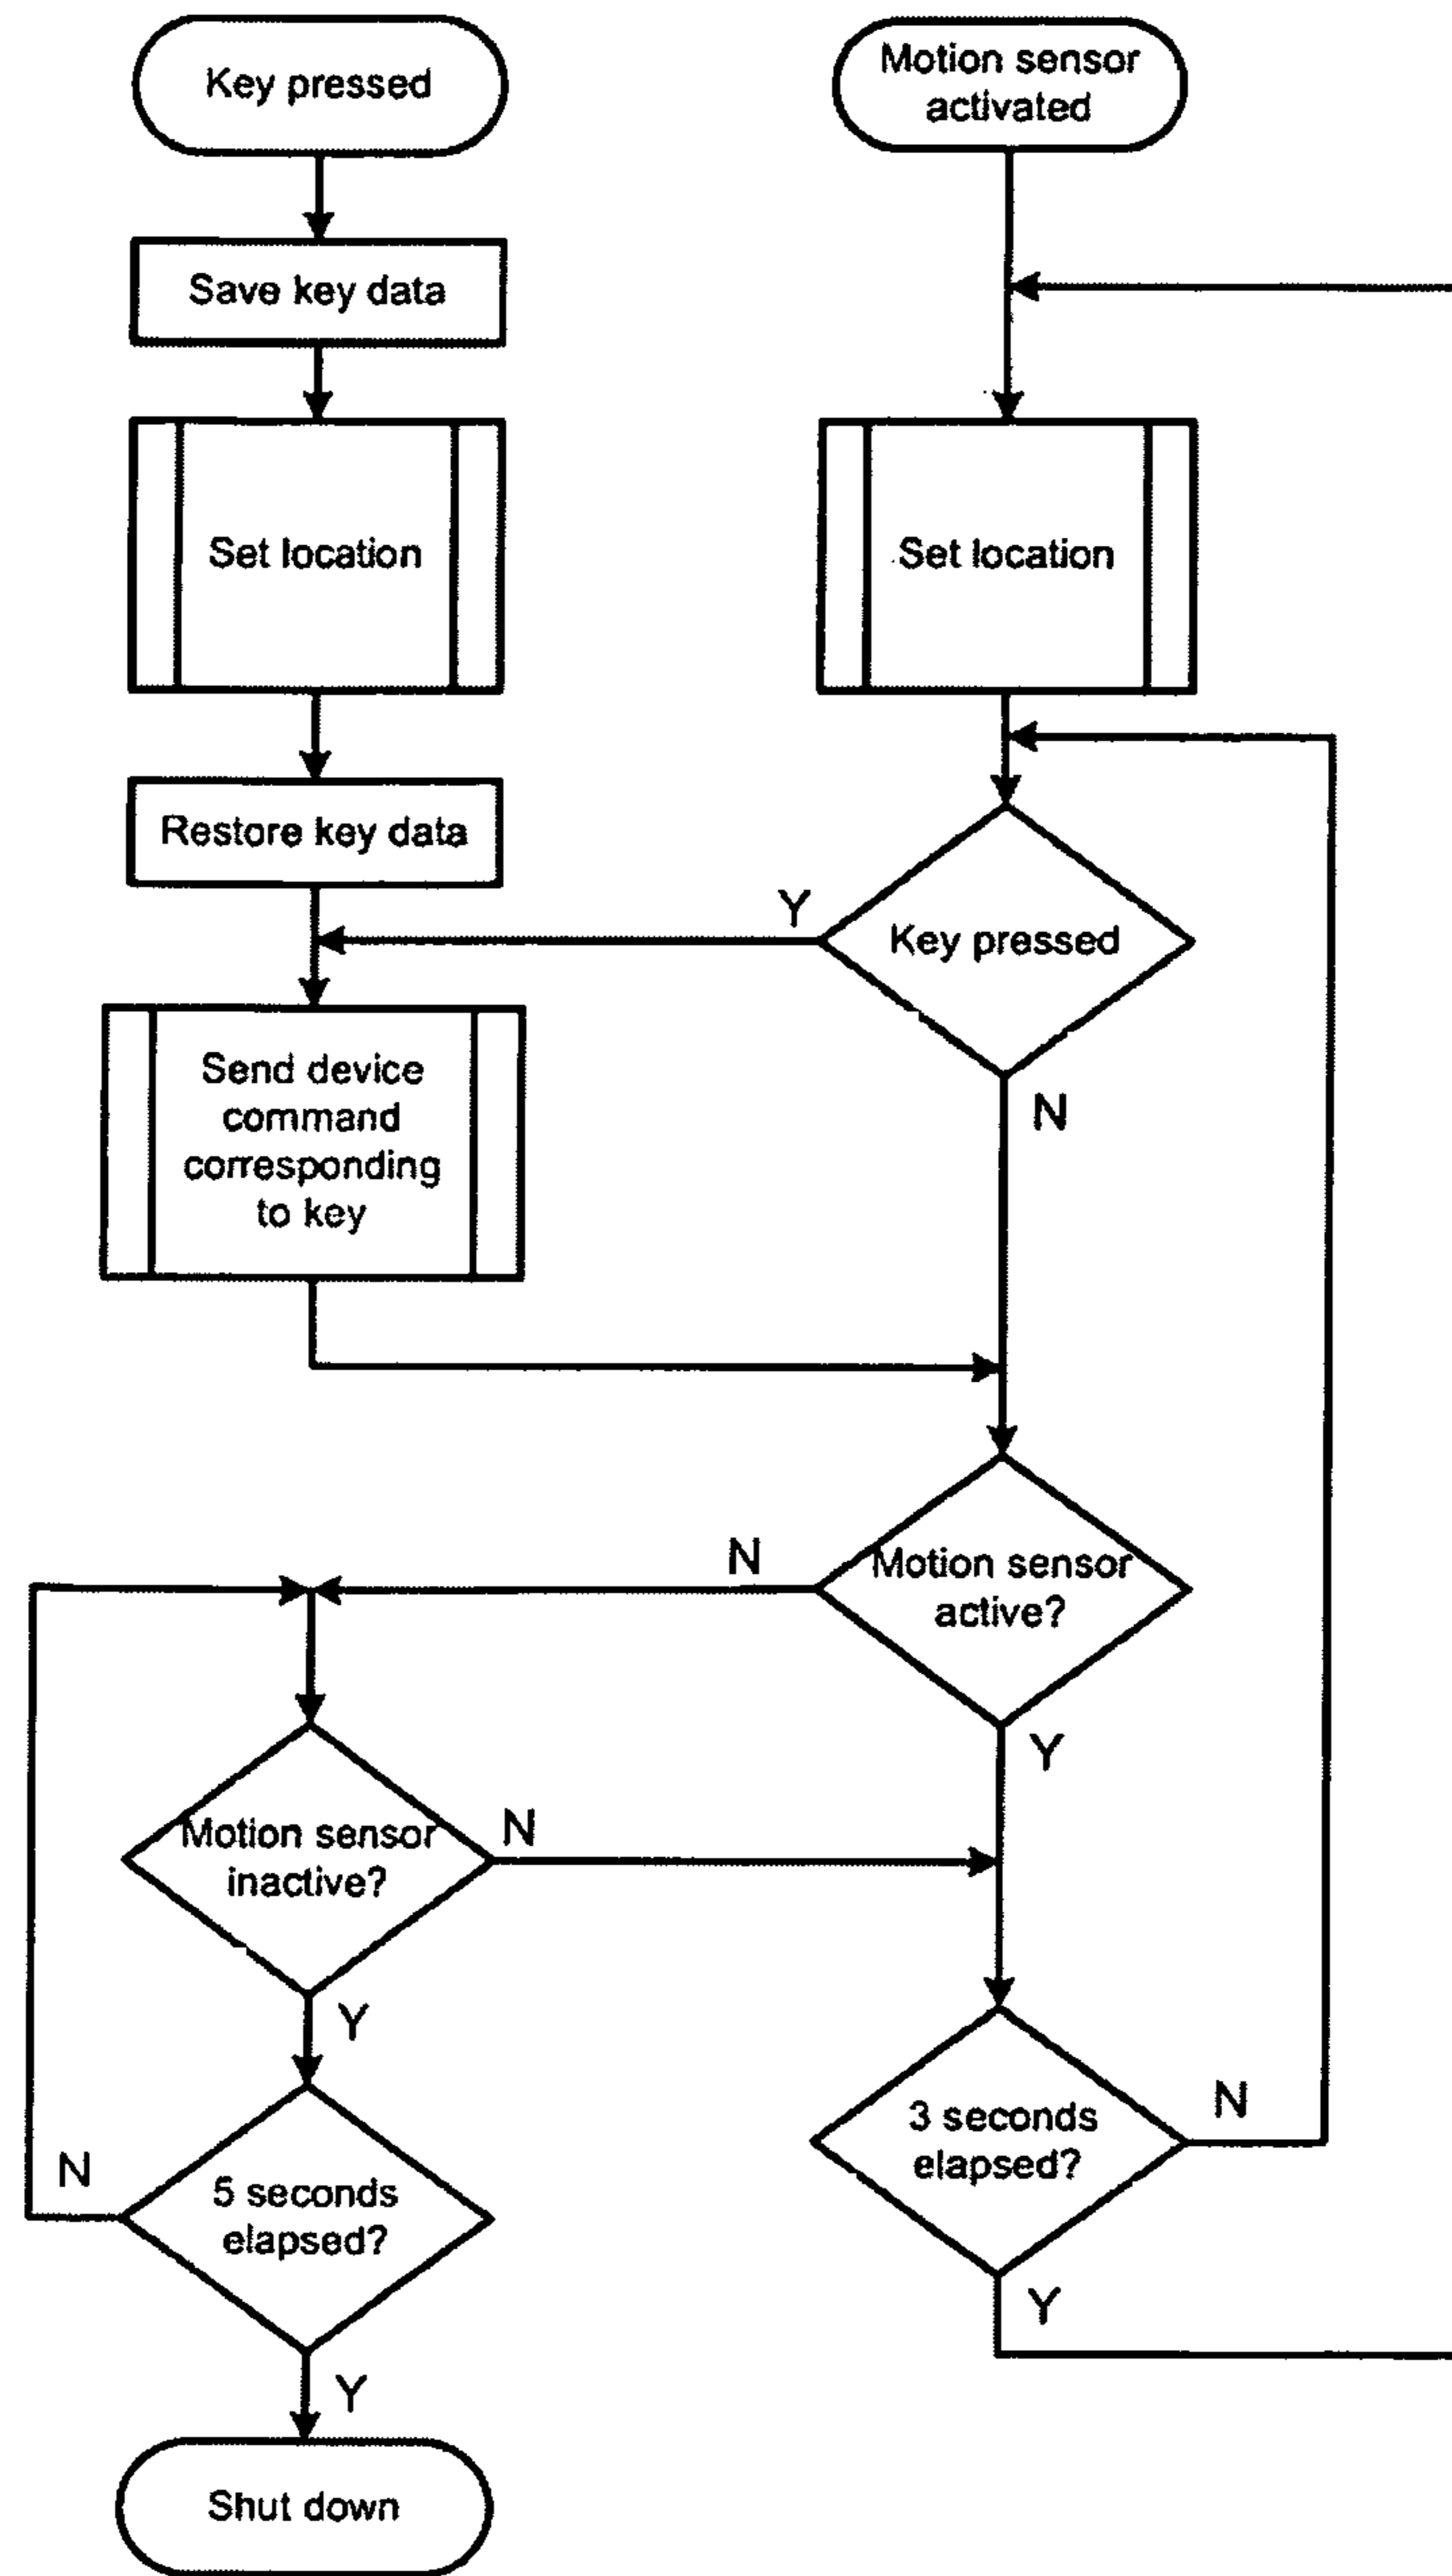 Key pressed
Motion sensor
activated
Save key data
Set location
Set location
Restore key data
Y
Key pressed
N
Send device
command
corresponding
to key
N
Motion sensor
active?
Y
Motion sensor
inactive?
N
Y
3 seconds
elapsed?
N
N
5 seconds
elapsed?
Y
Y
Shut down